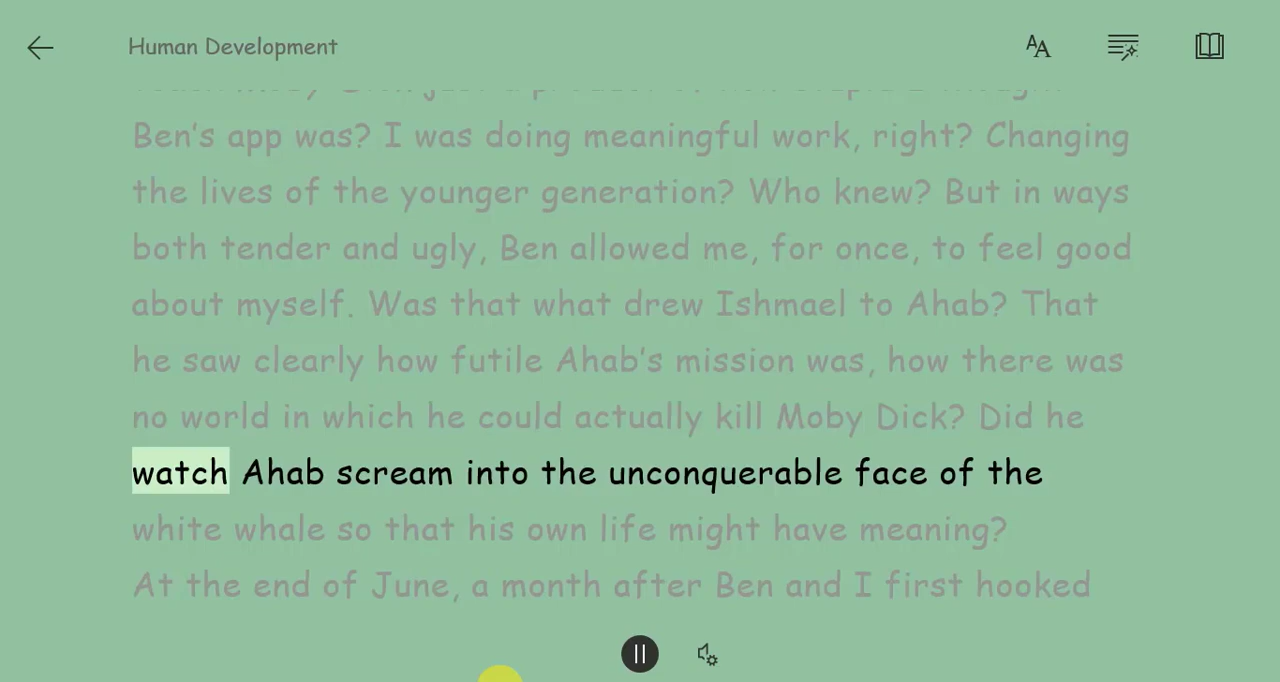 Human Development
Ben's app was? I was doing meaningful work, right? Changing
the lives of the younger generation? Who knew? But in ways
both tender and ugly, Ben allowed me, for once, to feel good
about myself. Was that what drew Ishmael to Ahab? That
he saw clearly how futile Ahab's mission was, how there was
no world in which he could actually kill Moby Dick? Did he
watch Ahab scream into the unconquerable face of the
white whale so that his own life might have meaning?
At the end of June, a month after Ben and I first hooked